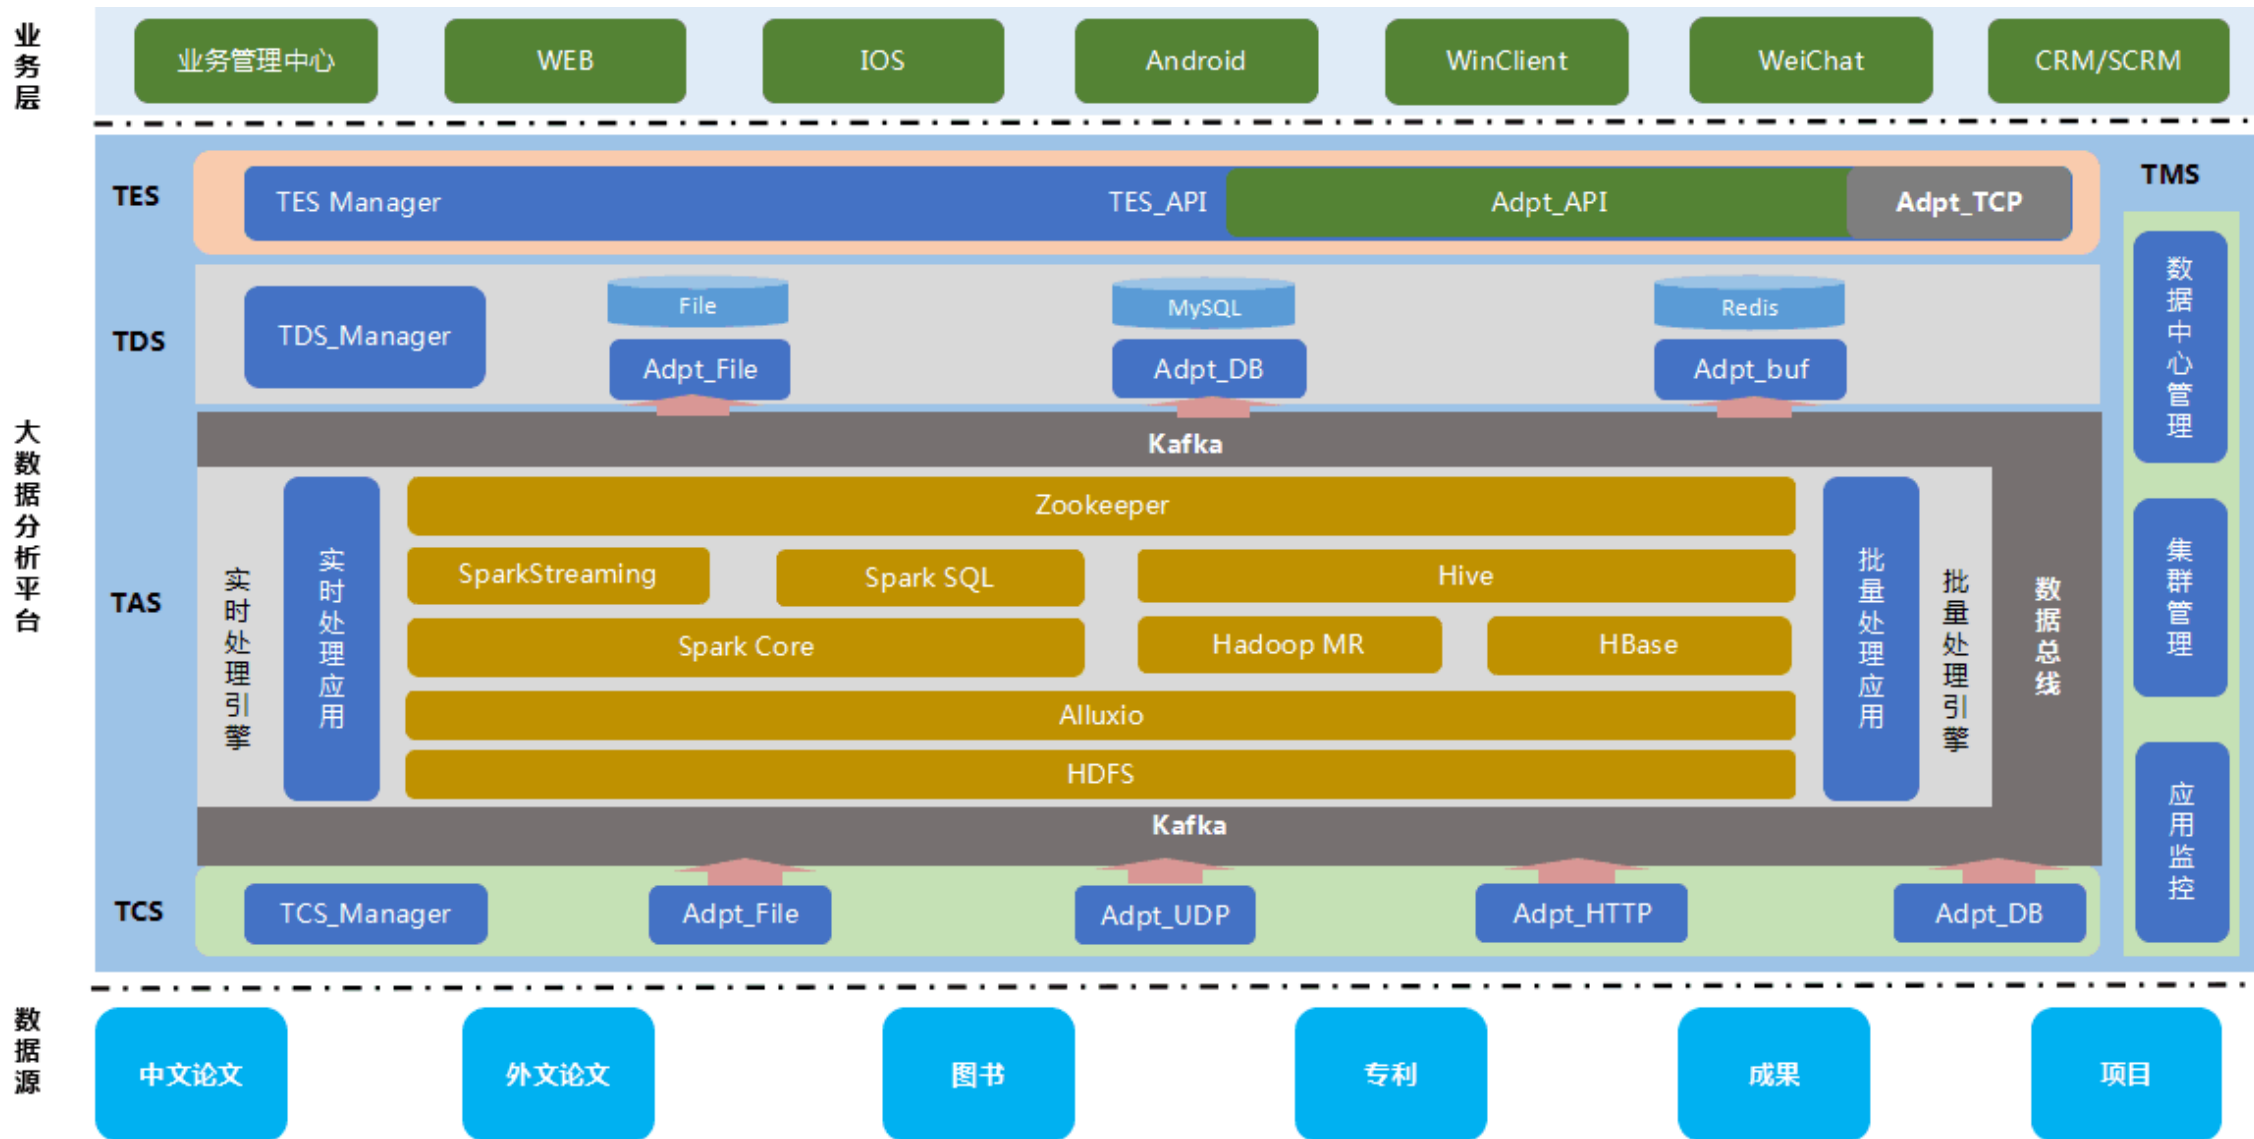 业务层
业务管理中心
WEB
IOS
Android
WinClient
WeiChat
CRM/SCRM
大数据分析平台
TES
TES Manager
TES_API
Adpt_API
Adpt_TCP
TMS
数据中心管理
集群管理
应用监控
TDS
TDS_Manager
File
MySQL
Redis
Adpt_File
Adpt_DB
Adpt_buf
Kafka
TAS
实时处理引擎
实时处理应用
Zookeeper
SparkStreaming
Spark SQL
Hive
Spark Core
Hadoop MR
HBase
Alluxio
HDFS
批量处理应用
批量处理引擎
数据总线
Kafka
TCS
TCS_Manager
Adpt_File
Adpt_UDP
Adpt_HTTP
Adpt_DB
数据源
中文论文
外文论文
图书
专利
成果
项目